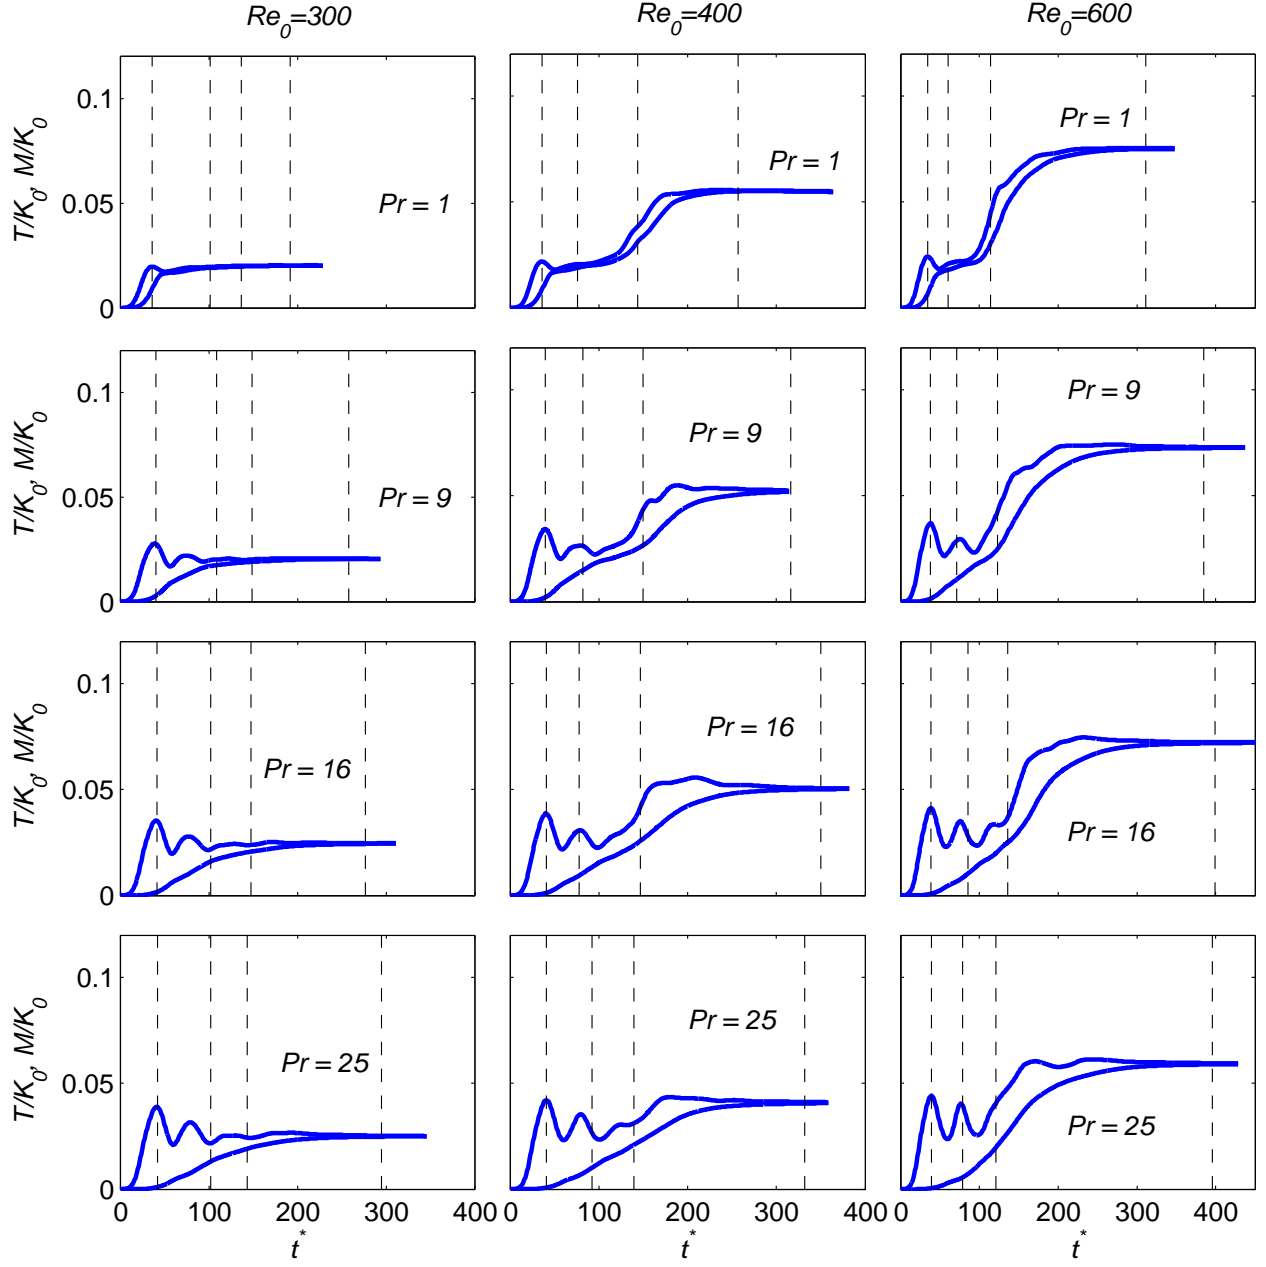 Re0=300 Re0=400 Re0=600
T/K0, M/K0
0.1
0.05
0
Pr = 1
Pr = 1
Pr = 1
T/K0, M/K0
0.1
0.05
0
Pr = 9
Pr = 9
Pr = 9
T/K0, M/K0
0.1
0.05
0
Pr = 16
Pr = 16
Pr = 16
T/K0, M/K0
0.1
0.05
0
Pr = 25
Pr = 25
Pr = 25
0 100 200 300 400
0 100 200 300 400
0 100 200 300 400
t* t* t*